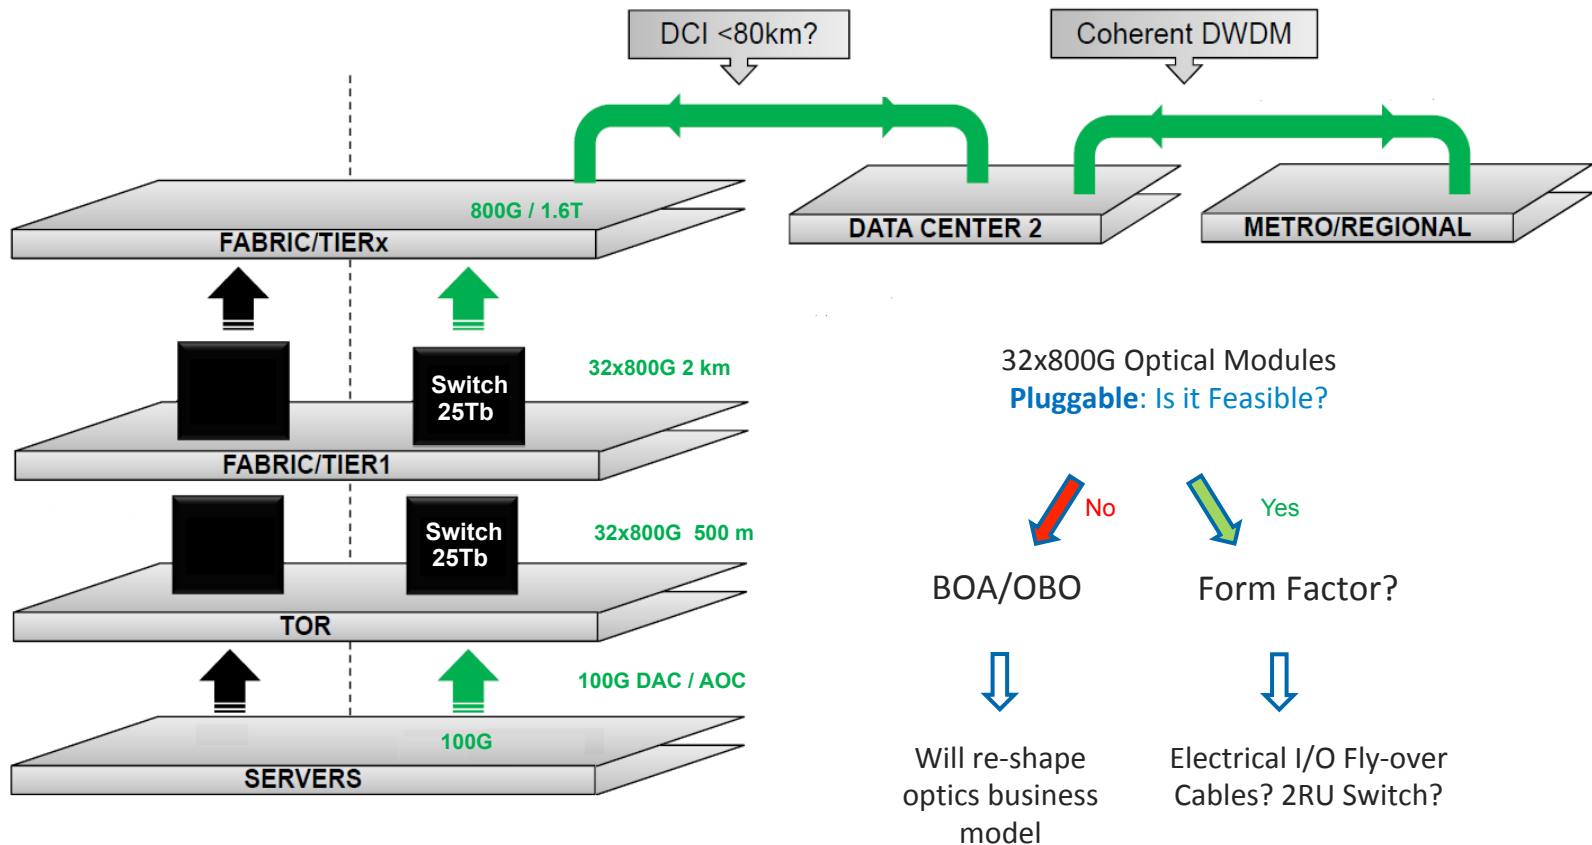 DCI <80km?
Coherent DWDM
800G / 1.6T
FABRIC/TIERx
DATA CENTER 2
METRO/REGIONAL
32x800G 2 km
Switch
25Tb
FABRIC/TIER1
32x800G  500 m
Switch
25Tb
TOR
100G DAC / AOC
100G
SERVERS
32x800G Optical Modules
Pluggable: Is it Feasible?
No
Yes
BOA/OBO
Form Factor?
Will re-shape
optics business
model
Electrical I/O Fly-over
Cables? 2RU Switch?